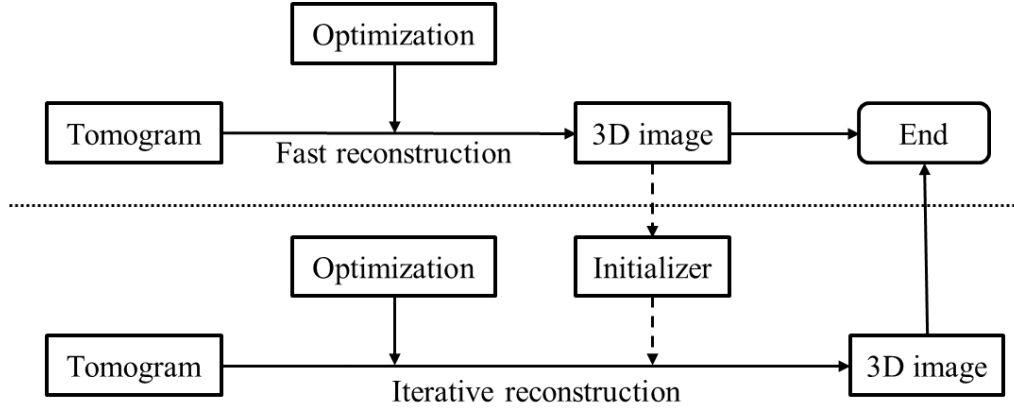 Optimization
Tomogram
Fast reconstruction
3D image
End
Optimization
Initializer
Tomogram
Iterative reconstruction
3D image